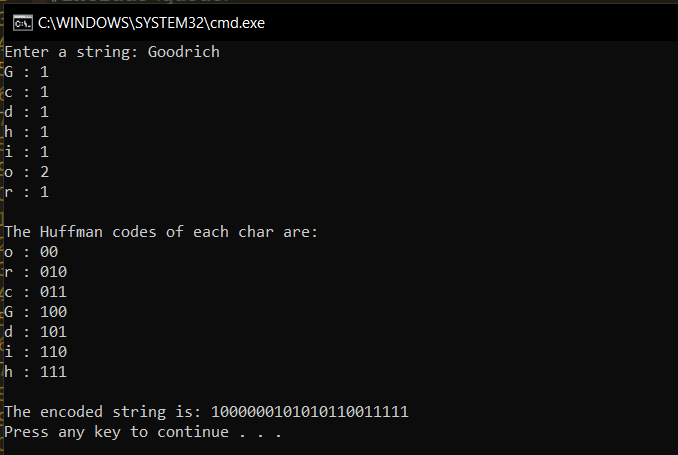 C:\WINDOWS\SYSTEM32\cmd.exe
Enter a string: Goodrich
G : 1
c : 1
d : 1
h : 1
i : 1
o : 2
r : 1
The Huffman codes of each char are:
o : 00
r : 010
c : 011
G : 100
d : 101
i : 110
h : 111
The encoded string is: 1000000101010110011111
Press any key to continue . . .